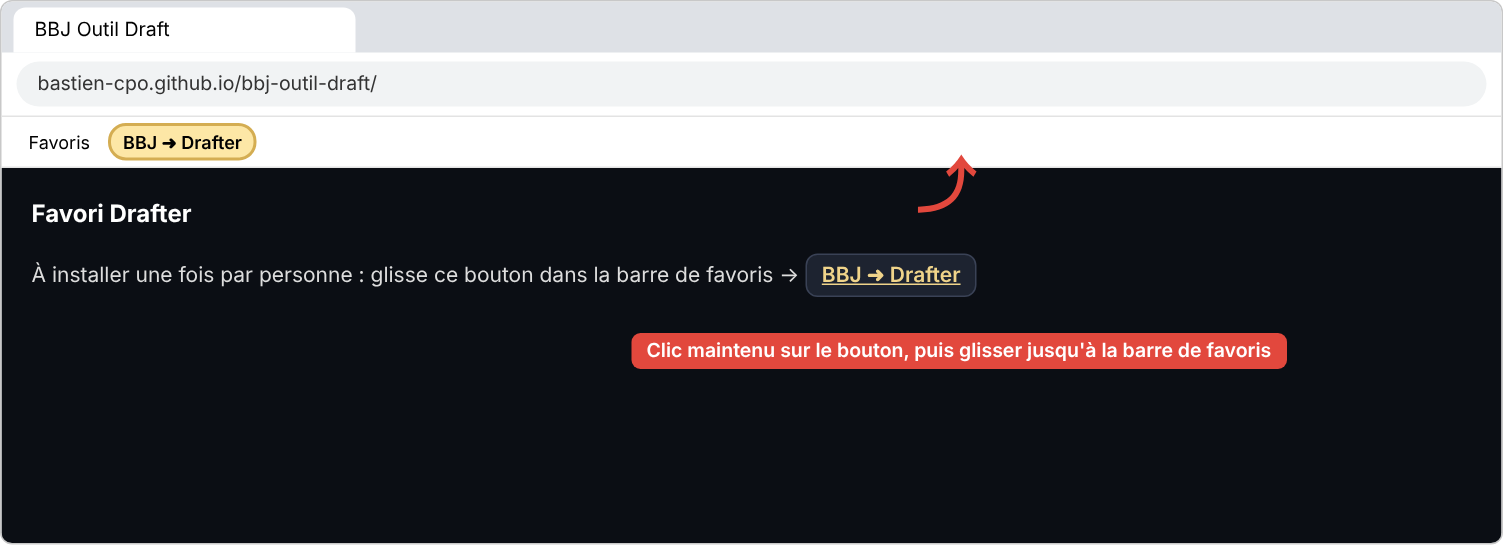 BBJ Outil Draft
bastien-cpo.github.io/bbj-outil-draft/
Favoris BBJ ➜ Drafter
Favori Drafter
À installer une fois par personne : glisse ce bouton dans la barre de favoris → BBJ ➜ Drafter
Clic maintenu sur le bouton, puis glisser jusqu'à la barre de favoris